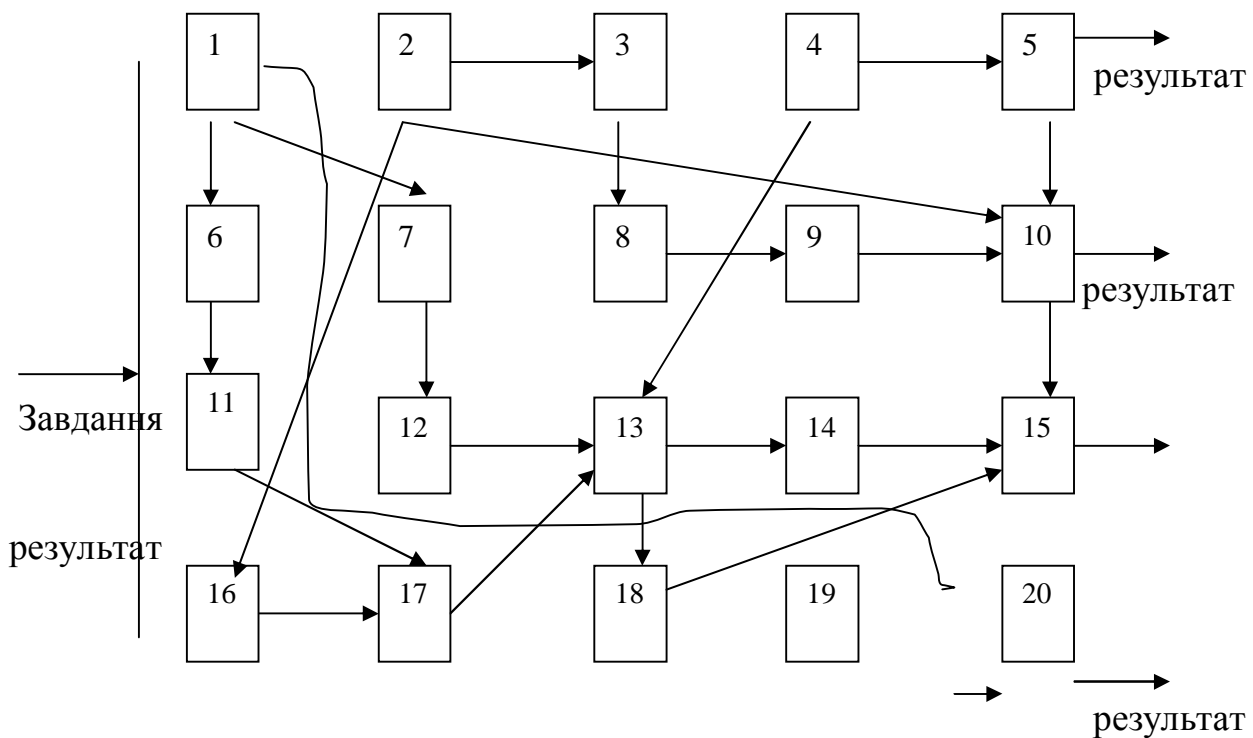 1 2 3 4 5
результат
6 7 8 9 10
результат
Завдання
11 12 13 14 15
результат
16 17 18 19 20
результат